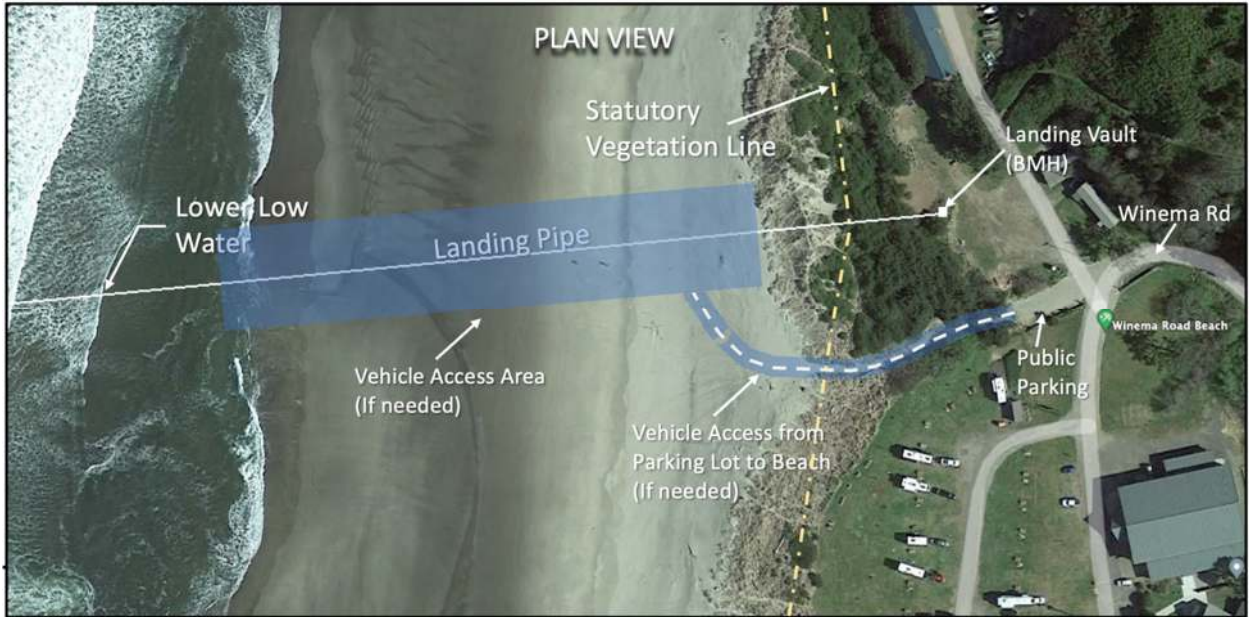 PLAN VIEW
Statutory
Vegetation Line
Landing Vault
(BMH)
Lower Low
Water
Winema Rd
Landing Pipe
Winema Road Beach
Vehicle Access Area
(If needed)
Public
Parking
Vehicle Access from
Parking Lot to Beach
(If needed)